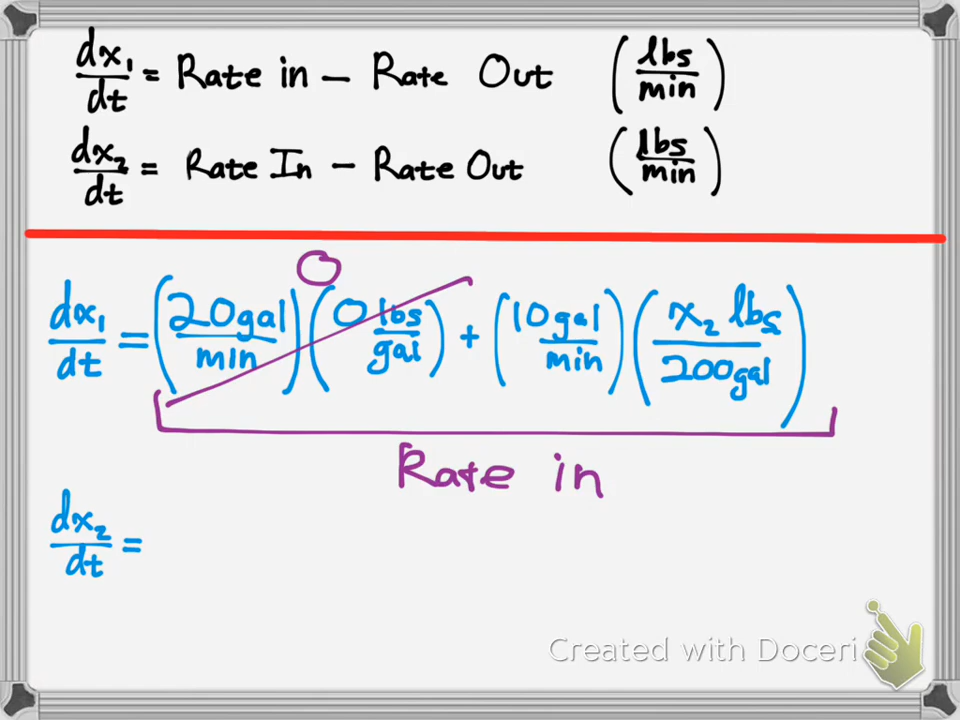 dx₁/dt = Rate in − Rate Out (lbs/min)
dx₂/dt = Rate In − Rate Out (lbs/min)
0
dx₁/dt = (20gal/min)(0 lbs/gal) + (10gal/min)(x₂ lbs/200gal)
Rate in
dx₂/dt =
Created with Doceri